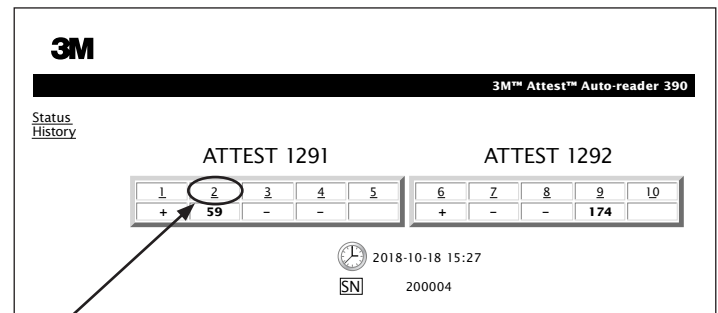 3M
3M™ Attest™ Auto-reader 390
Status
History
ATTEST 1291 ATTEST 1292
1 2 3 4 5 6 7 8 9 10
+ 59 – – + – – 174
2018-10-18 15:27
SN 200004